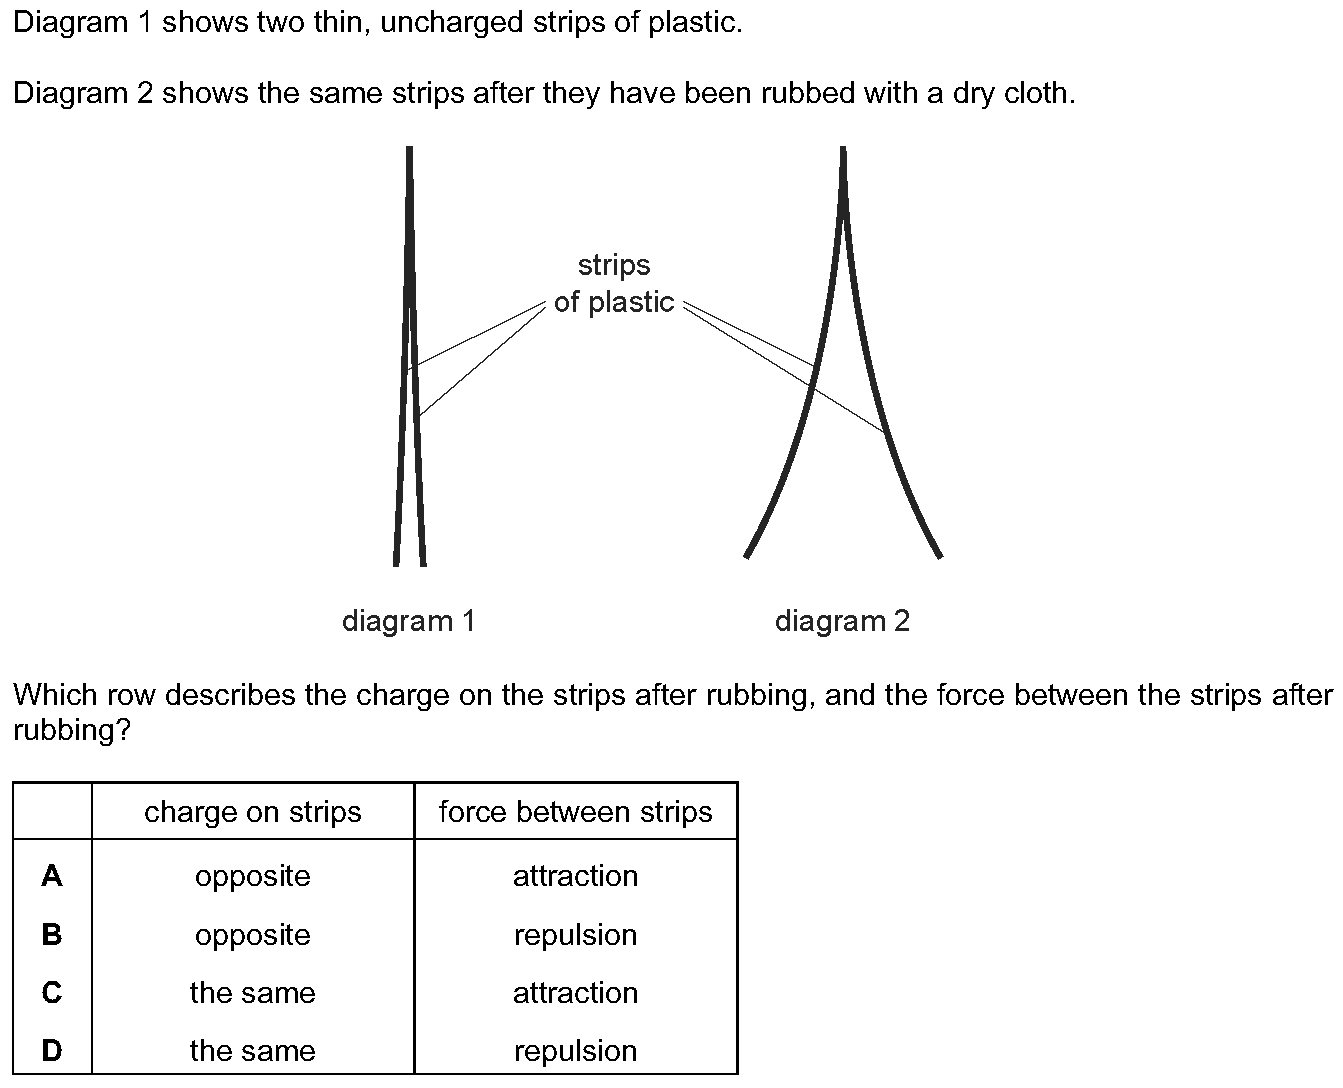 Diagram 1 shows two thin, uncharged strips of plastic.
Diagram 2 shows the same strips after they have been rubbed with a dry cloth.
strips
of plastic
diagram 1
diagram 2
Which row describes the charge on the strips after rubbing, and the force between the strips after
rubbing?
charge on strips force between strips
A opposite attraction
B opposite repulsion
C the same attraction
D the same repulsion